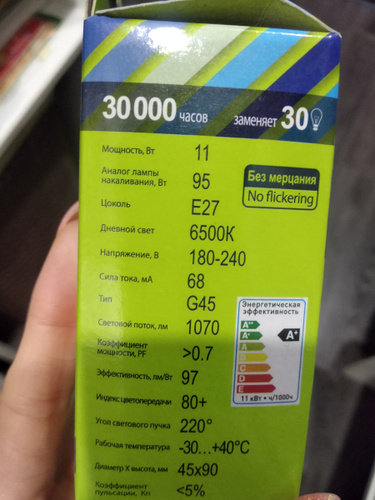 30 000 часов заменяет 30
Мощность, Вт 11
Аналог лампы
накаливания, Вт 95
Без мерцания
No flickering
Цоколь E27
Дневной свет 6500К
Напряжение, В 180-240
Сила тока, мА 68
Тип G45
Энергетическая
эффективность
Световой поток, лм 1070
A++
A+
A
B
C
D
E
A+
11 кВт • ч/1000ч
Коэффициент
мощности, PF >0.7
Эффективность, лм/Вт 97
Индекс цветопередачи 80+
Угол светового пучка 220°
Рабочая температура -30...+40°C
Диаметр X высота, мм 45x90
Коэффициент
пульсации, Кп <5%